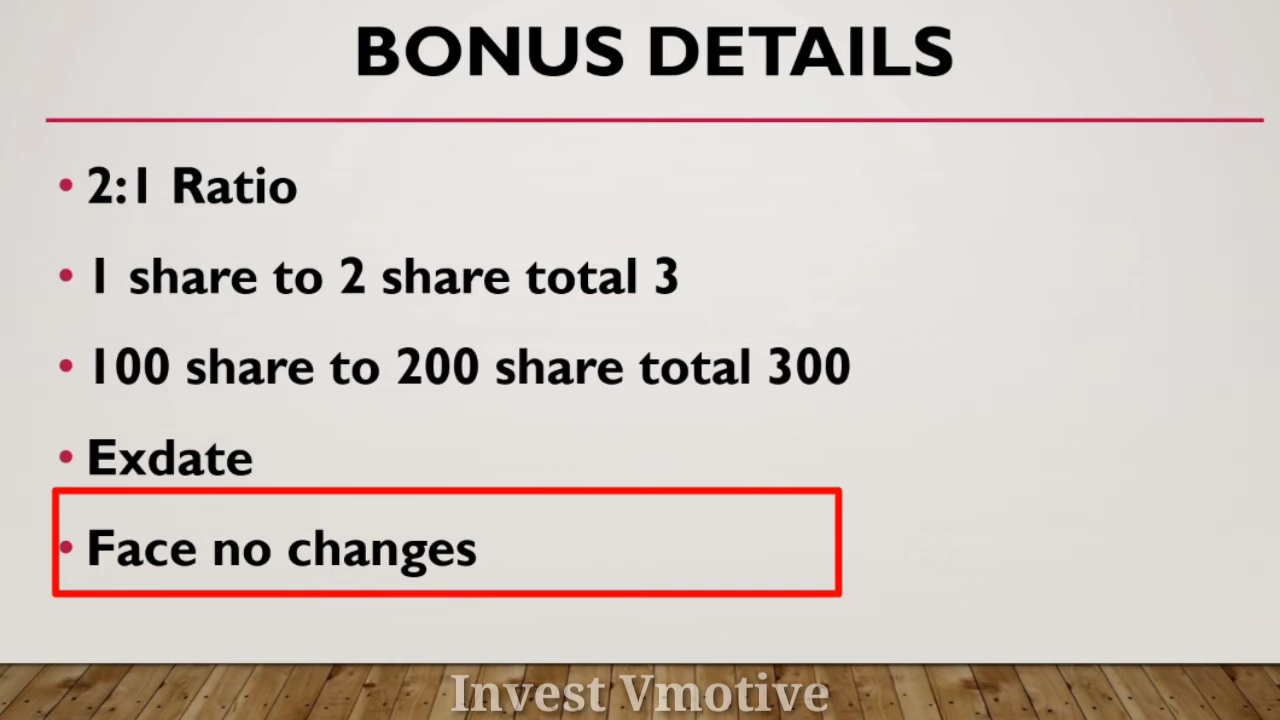 BONUS DETAILS
• 2:1 Ratio
• 1 share to 2 share total 3
• 100 share to 200 share total 300
• Exdate
• Face no changes
Invest Vmotive